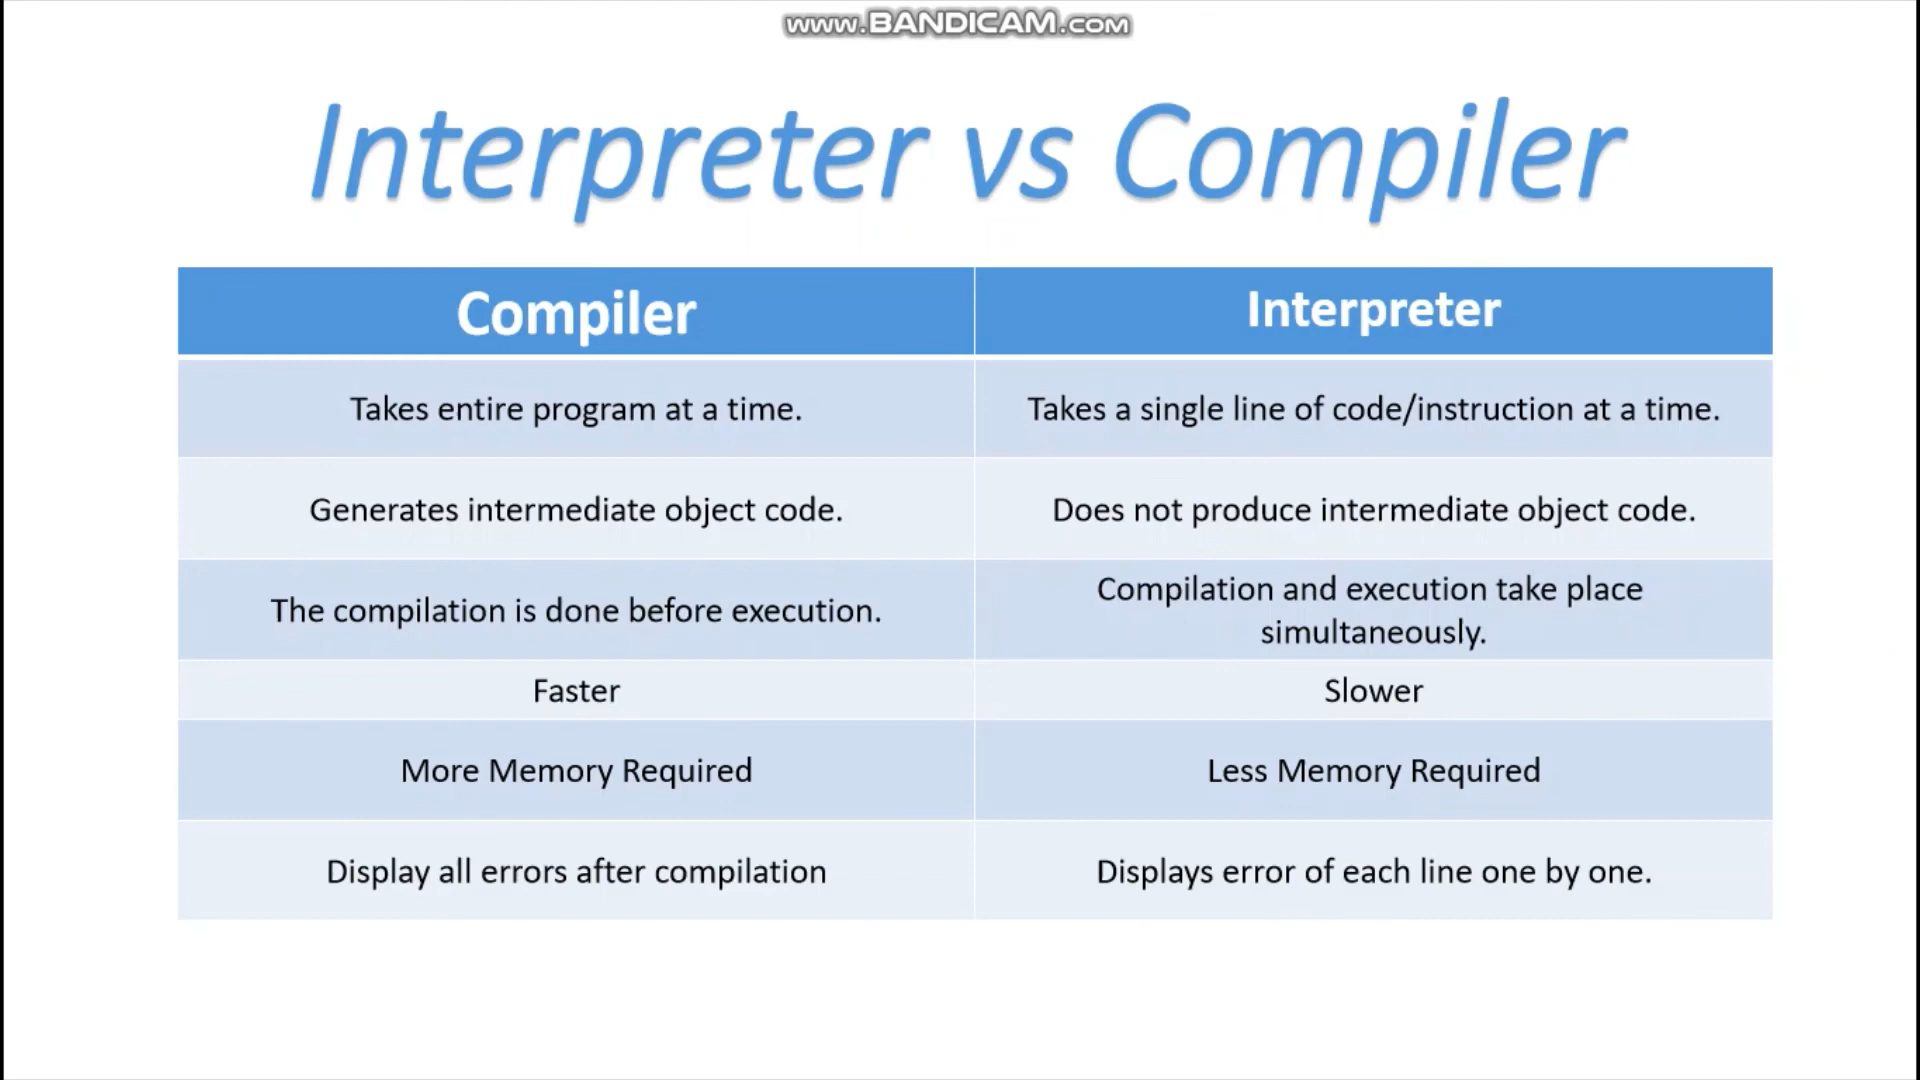 www.BANDICAM.com
Interpreter vs Compiler
Compiler
Interpreter
Takes entire program at a time.
Takes a single line of code/instruction at a time.
Generates intermediate object code.
Does not produce intermediate object code.
The compilation is done before execution.
Compilation and execution take place
simultaneously.
Faster
Slower
More Memory Required
Less Memory Required
Display all errors after compilation
Displays error of each line one by one.